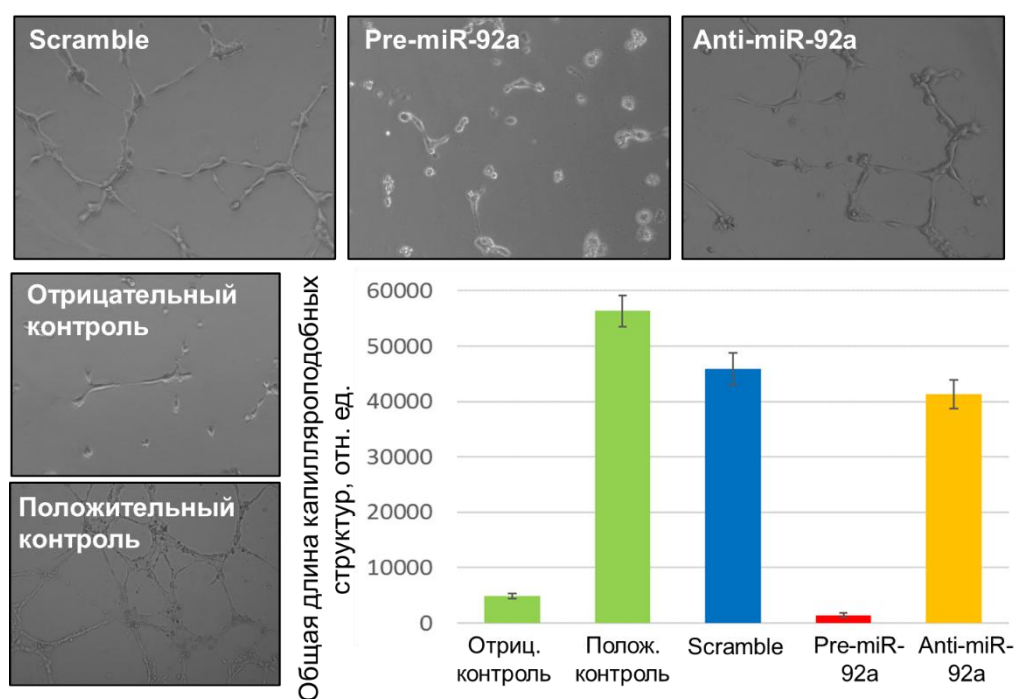 Scramble
Pre-miR-92a
Anti-miR-92a
Отрицательный
контроль
Положительный
контроль
Общая длина капилляроподобных
структур, отн. ед.
60000
50000
40000
30000
20000
10000
0
Отриц.
контроль
Полож.
контроль
Scramble
Pre-miR-
92a
Anti-miR-
92a